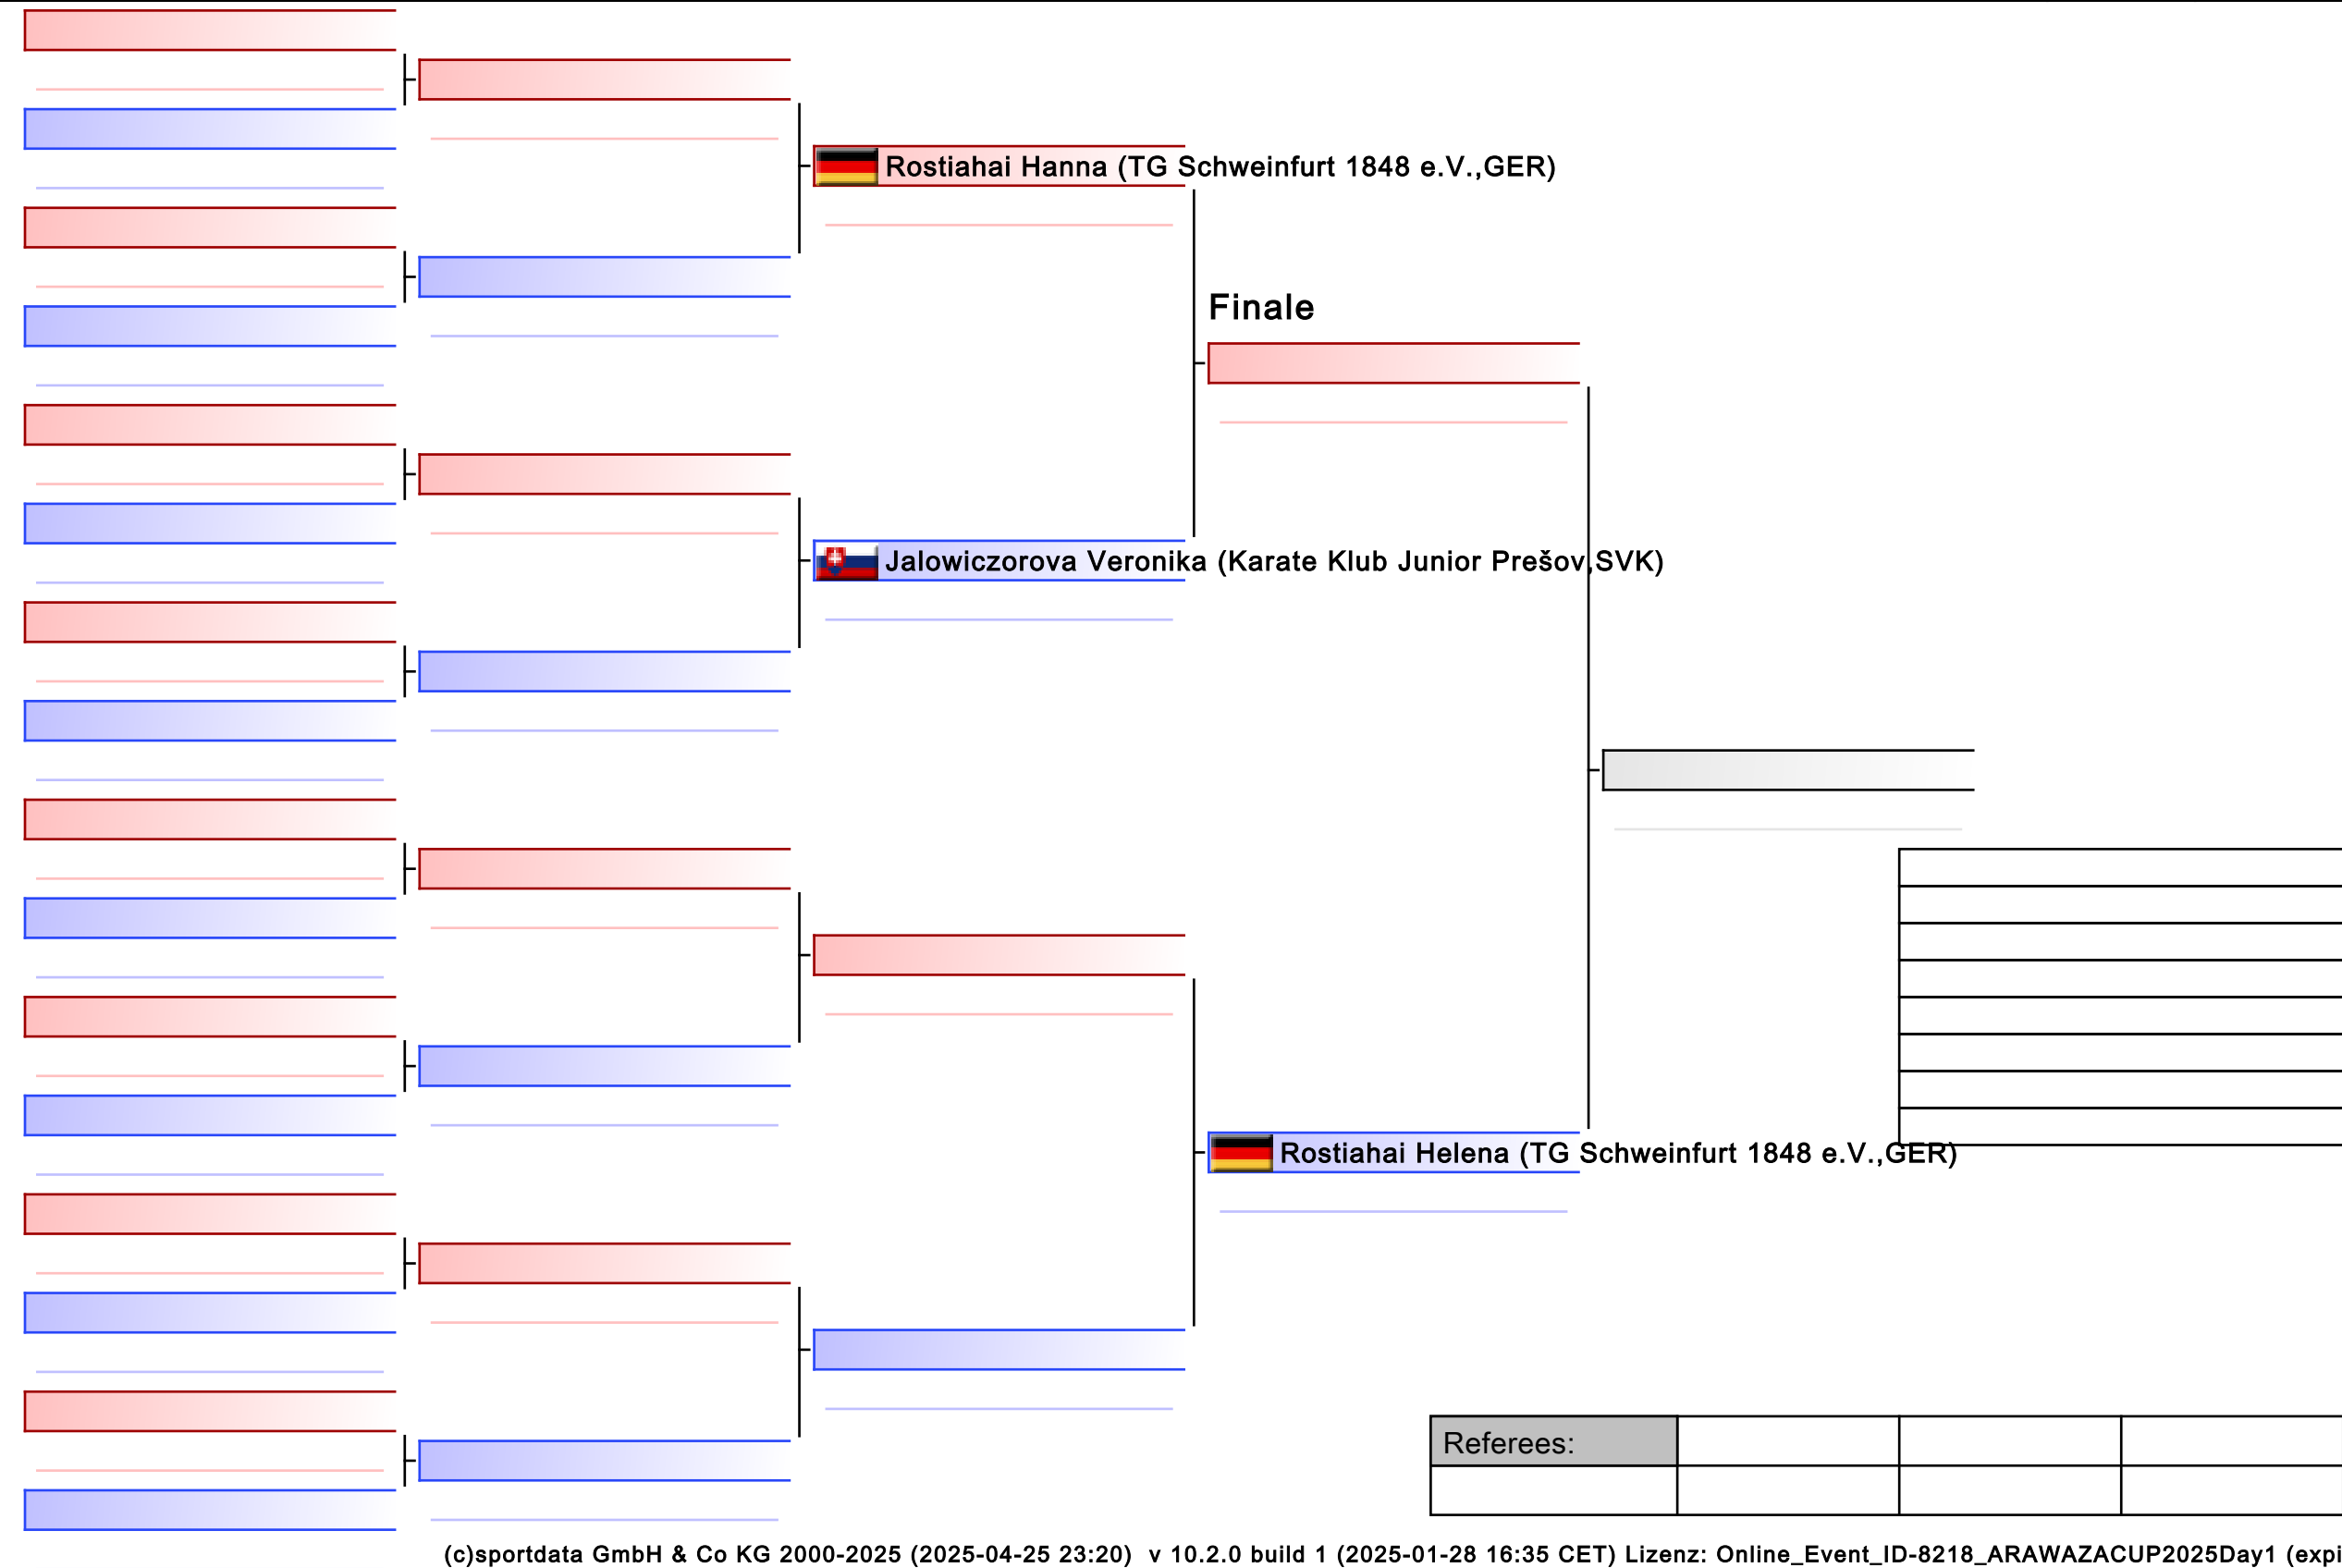 Rostiahai Hanna (TG Schweinfurt 1848 e.V.,GER)
Finale
Jalowiczorova Veronika (Karate Klub Junior Prešov,SVK)
Rostiahai Helena (TG Schweinfurt 1848 e.V.,GER)
Referees:
(c)sportdata GmbH & Co KG 2000-2025 (2025-04-25 23:20) v 10.2.0 build 1 (2025-01-28 16:35 CET) Lizenz: Online_Event_ID-8218_ARAWAZACUP2025Day1 (expi